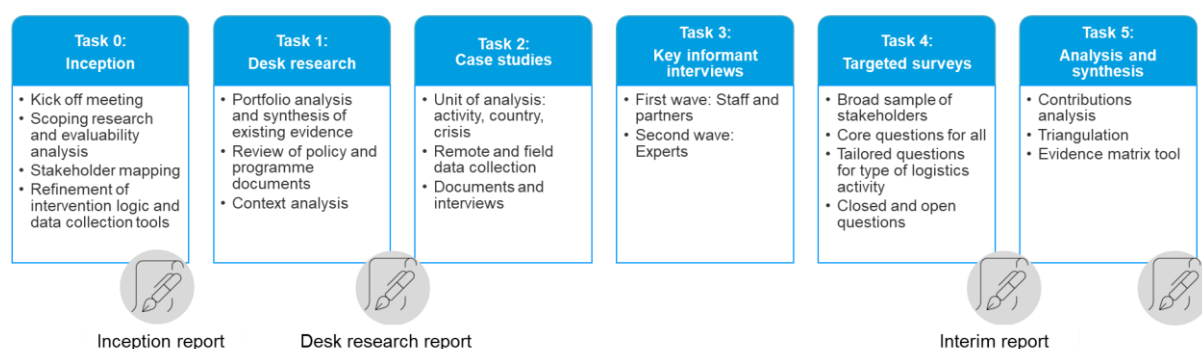 Task 0:
Inception
• Kick off meeting
• Scoping research
and evaluability
analysis
• Stakeholder mapping
• Refinement of
intervention logic and
data collection tools
Task 1:
Desk research
• Portfolio analysis
and synthesis of
existing evidence
• Review of policy and
programme
documents
• Context analysis
Task 2:
Case studies
• Unit of analysis:
activity, country,
crisis
• Remote and field
data collection
• Documents and
interviews
Task 3:
Key informant
interviews
• First wave: Staff and
partners
• Second wave:
Experts
Task 4:
Targeted surveys
• Broad sample of
stakeholders
• Core questions for all
• Tailored questions
for type of logistics
activity
• Closed and open
questions
Task 5:
Analysis and
synthesis
• Contributions
analysis
• Triangulation
• Evidence matrix tool
Inception report
Desk research report
Interim report